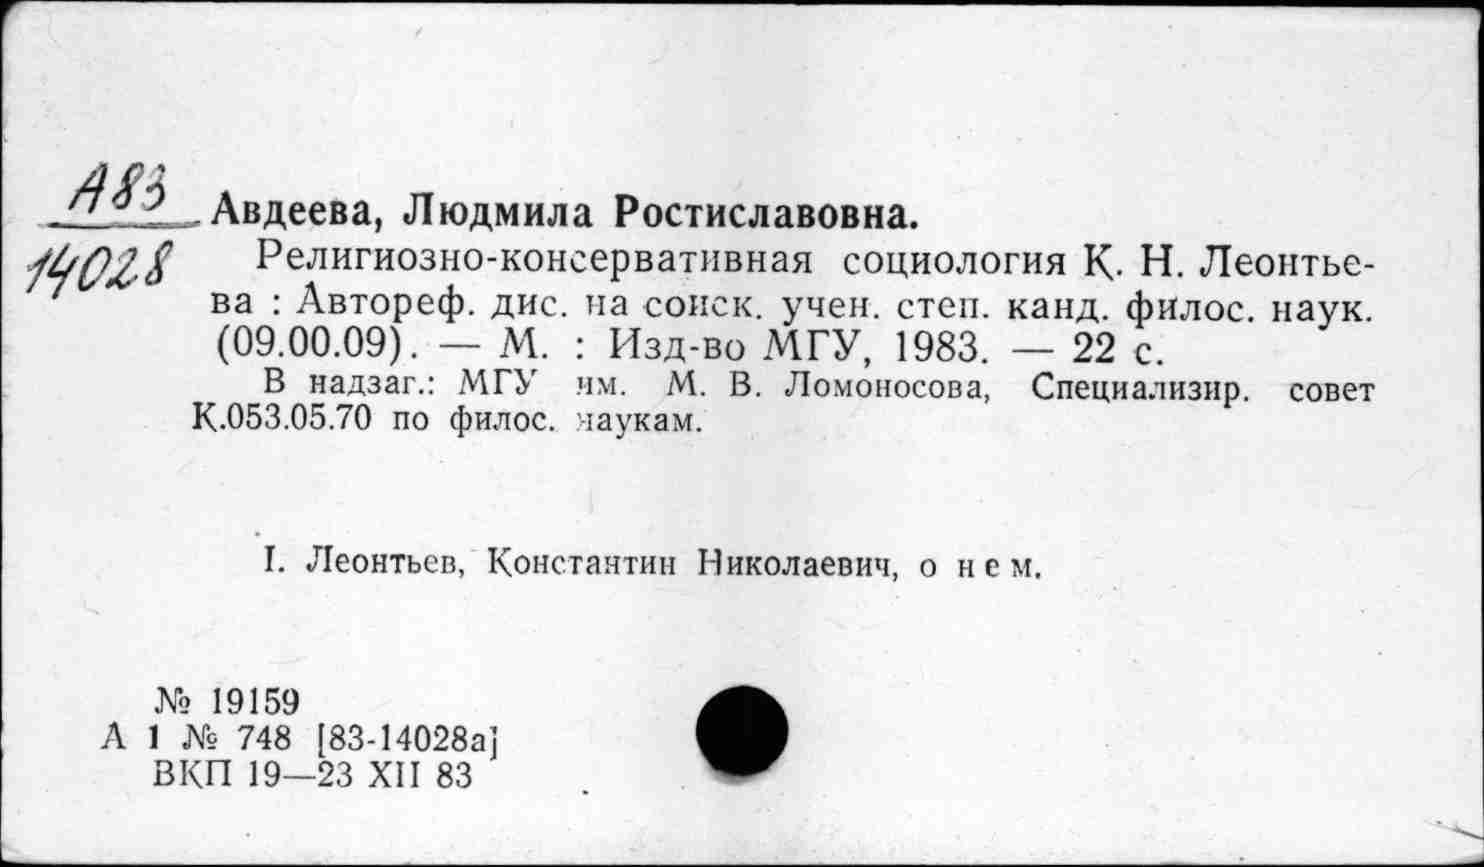 А83
14028
Авдеева, Людмила Ростиславовна.
Религиозно-консервативная социология К. Н. Леонтье-
ва : Автореф. дис. на соиск. учен. степ. канд. филос. наук.
(09.00.09). — М. : Изд-во МГУ, 1983. — 22 с.
В надзаг.: МГУ им. М. В. Ломоносова, Специализир. совет
К.053.05.70 по филос. наукам.
I. Леонтьев, Константин Николаевич, о нем.
№ 19159
А 1 № 748 [83-14028а]
ВКП 19—23 XII 83